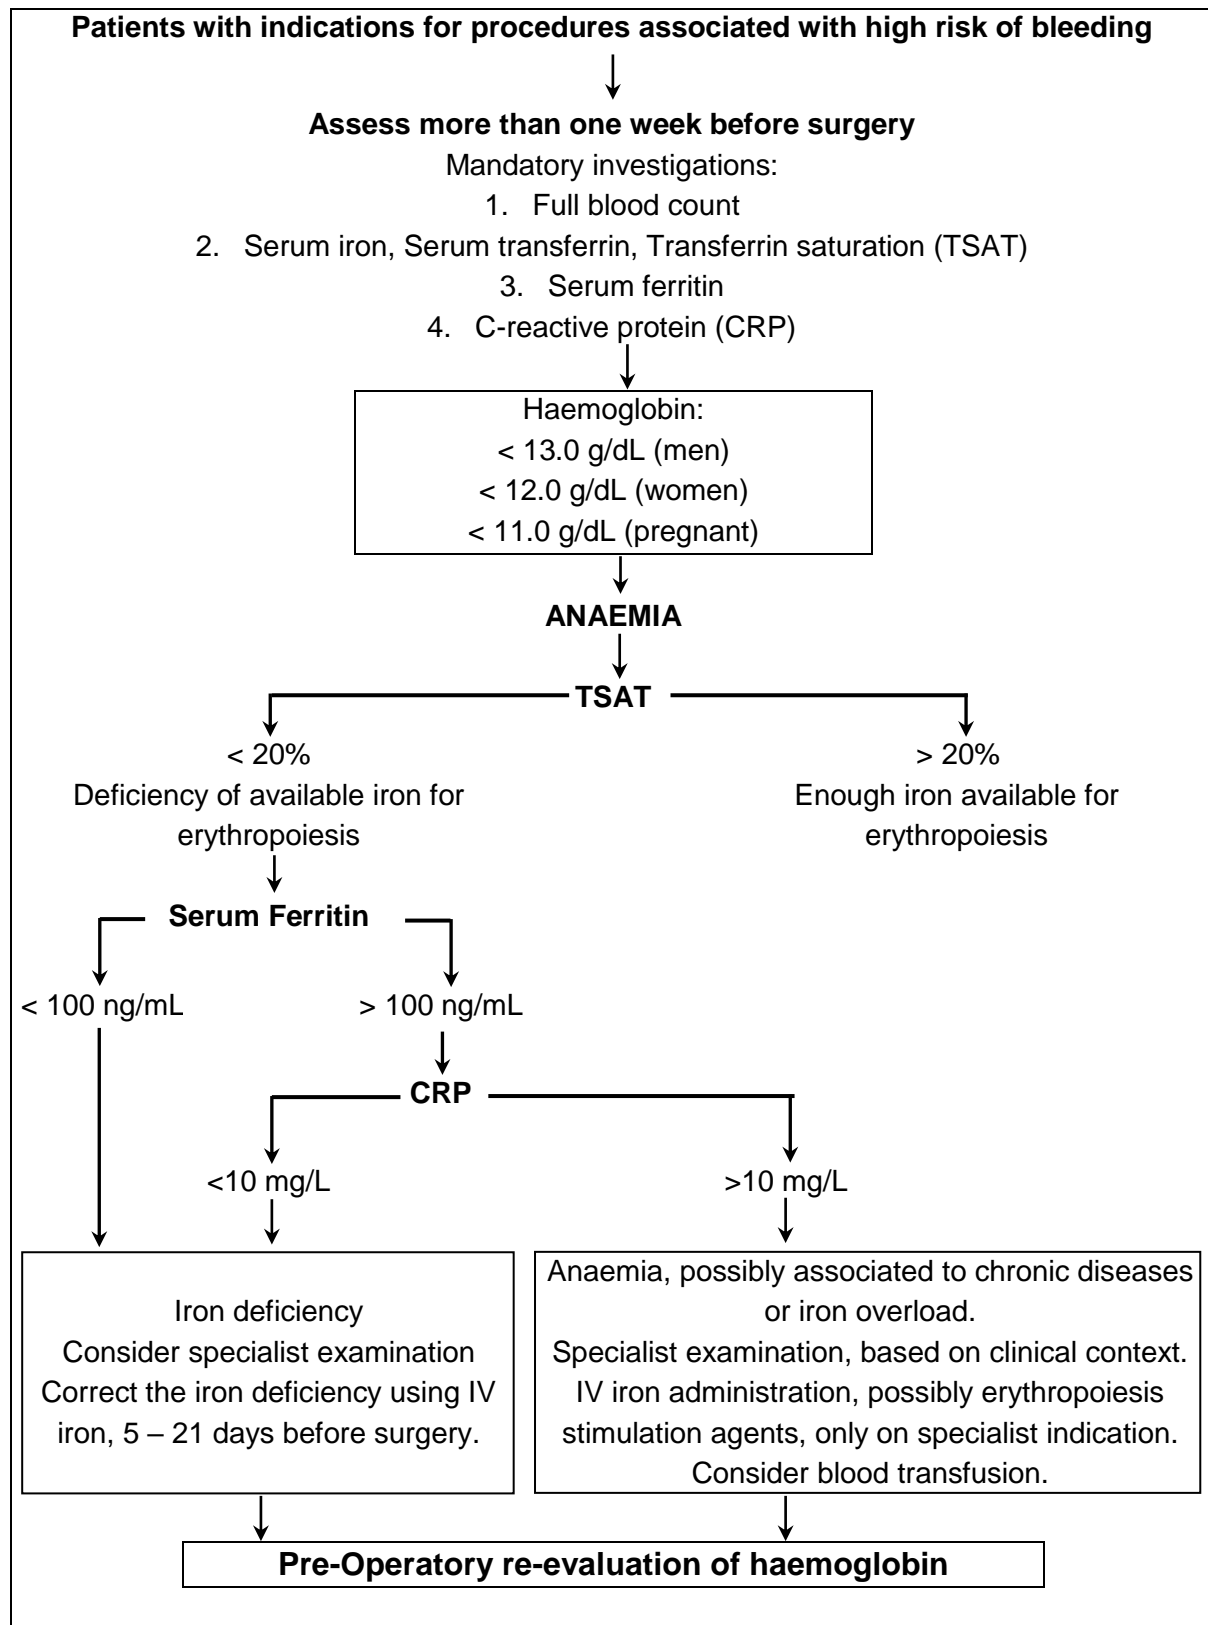 Patients with indications for procedures associated with high risk of bleeding
Assess more than one week before surgery
Mandatory investigations:
1. Full blood count
2. Serum iron, Serum transferrin, Transferrin saturation (TSAT)
3. Serum ferritin
4. C-reactive protein (CRP)
Haemoglobin:
< 13.0 g/dL (men)
< 12.0 g/dL (women)
< 11.0 g/dL (pregnant)
ANAEMIA
TSAT
< 20%
Deficiency of available iron for
erythropoiesis
> 20%
Enough iron available for
erythropoiesis
Serum Ferritin
< 100 ng/mL
> 100 ng/mL
CRP
<10 mg/L
>10 mg/L
Iron deficiency
Consider specialist examination
Correct the iron deficiency using IV
iron, 5 – 21 days before surgery.
Anaemia, possibly associated to chronic diseases
or iron overload.
Specialist examination, based on clinical context.
IV iron administration, possibly erythropoiesis
stimulation agents, only on specialist indication.
Consider blood transfusion.
Pre-Operatory re-evaluation of haemoglobin